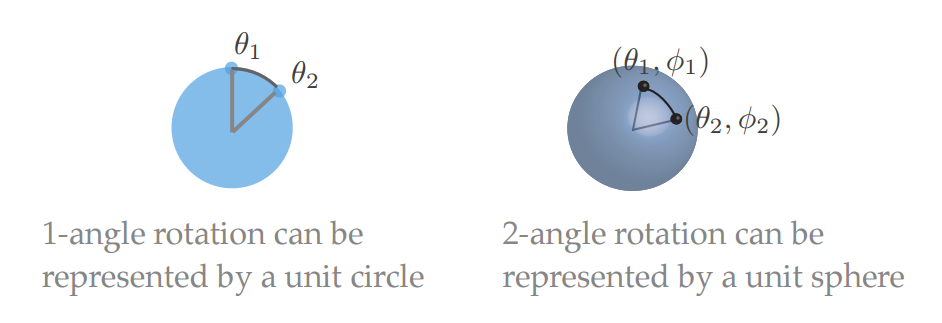 θ₁
θ₂
1-angle rotation can be
represented by a unit circle
(θ₁, ϕ₁)
(θ₂, ϕ₂)
2-angle rotation can be
represented by a unit sphere